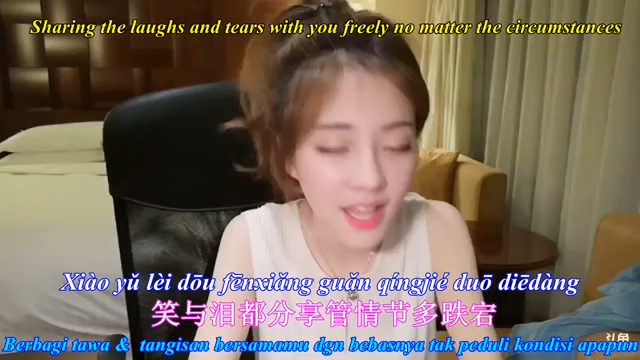 Sharing the laughs and tears with you freely no matter the circumstances
Xiào yǔ lèi dōu fēnxiǎng guǎn qíngjié duō diēdàng
笑与泪都分享管情节多跌宕
斗鱼
Berbagi tawa & tangisan bersamamu dgn bebasnya tak peduli kondisi apapun